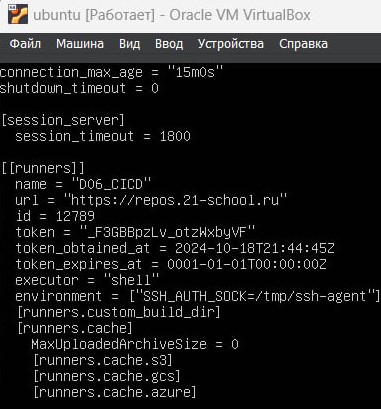 ubuntu [Работает] - Oracle VM VirtualBox
Файл Машина Вид Ввод Устройства Справка
connection_max_age = "15m0s"
shutdown_timeout = 0
[session_server]
session_timeout = 1800
[[runners]]
name = "D06_CICD"
url = "https://repos.21-school.ru"
id = 12789
token = "_F3GBBpzLv_otzWxbyVF"
token_obtained_at = 2024-10-18T21:44:45Z
token_expires_at = 0001-01-01T00:00:00Z
executor = "shell"
environment = ["SSH_AUTH_SOCK=/tmp/ssh-agent"]
[runners.custom_build_dir]
[runners.cache]
MaxUploadedArchiveSize = 0
[runners.cache.s3]
[runners.cache.gcs]
[runners.cache.azure]